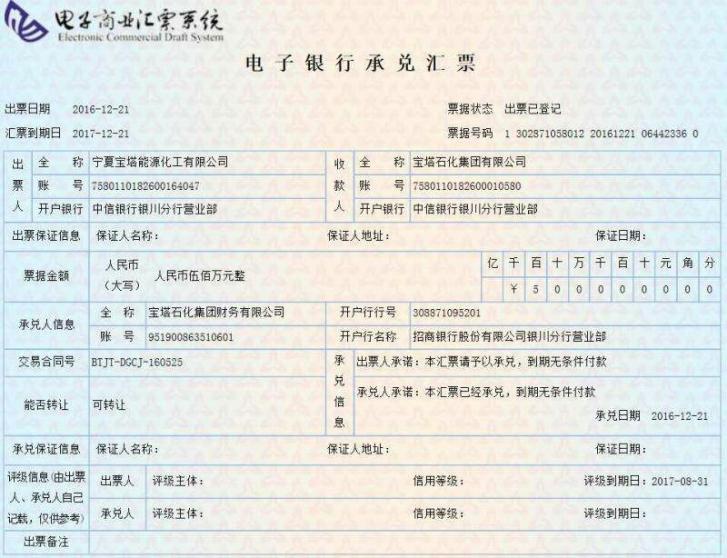 电子商业汇票系统
Electronic Commercial Draft System
电子银行承兑汇票
出票日期 2016-12-21 票据状态 出票已登记
汇票到期日 2017-12-21 票据号码 1 302871058012 20161221 06442336 0
出票人 全称 宁夏宝塔能源化工有限公司 收款人 全称 宝塔石化集团有限公司
账号 7580110182600164047 账号 7580110182600010580
开户银行 中信银行银川分行营业部 开户银行 中信银行银川分行营业部
出票保证信息 保证人名称: 保证人地址: 保证日期:
票据金额 人民币(大写) 人民币伍佰万元整 亿 千 百 十 万 千 百 十 元 角 分
¥ 5 0 0 0 0 0 0 0 0
承兑人信息 全称 宝塔石化集团财务有限公司 开户行行号 308871095201
账号 951900863510601 开户行名称 招商银行股份有限公司银川分行营业部
交易合同号 BTJT-DGCJ-160525 承兑信息 出票人承诺:本汇票请予以承兑,到期无条件付款
能否转让 可转让 承兑人承诺:本汇票已经承兑,到期无条件付款
承兑日期 2016-12-21
承兑保证信息 保证人名称: 保证人地址: 保证日期:
评级信息(由出票人、承兑人自己记载,仅供参考) 出票人 评级主体: 信用等级: 评级到期日:2017-08-31
承兑人 评级主体: 信用等级: 评级到期日:
出票备注